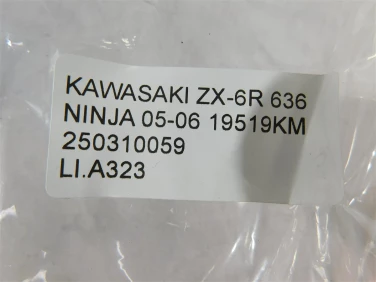 KAWASAKI ZX-6R 636
NINJA 05-06 19519KM
250310059
LI.A323